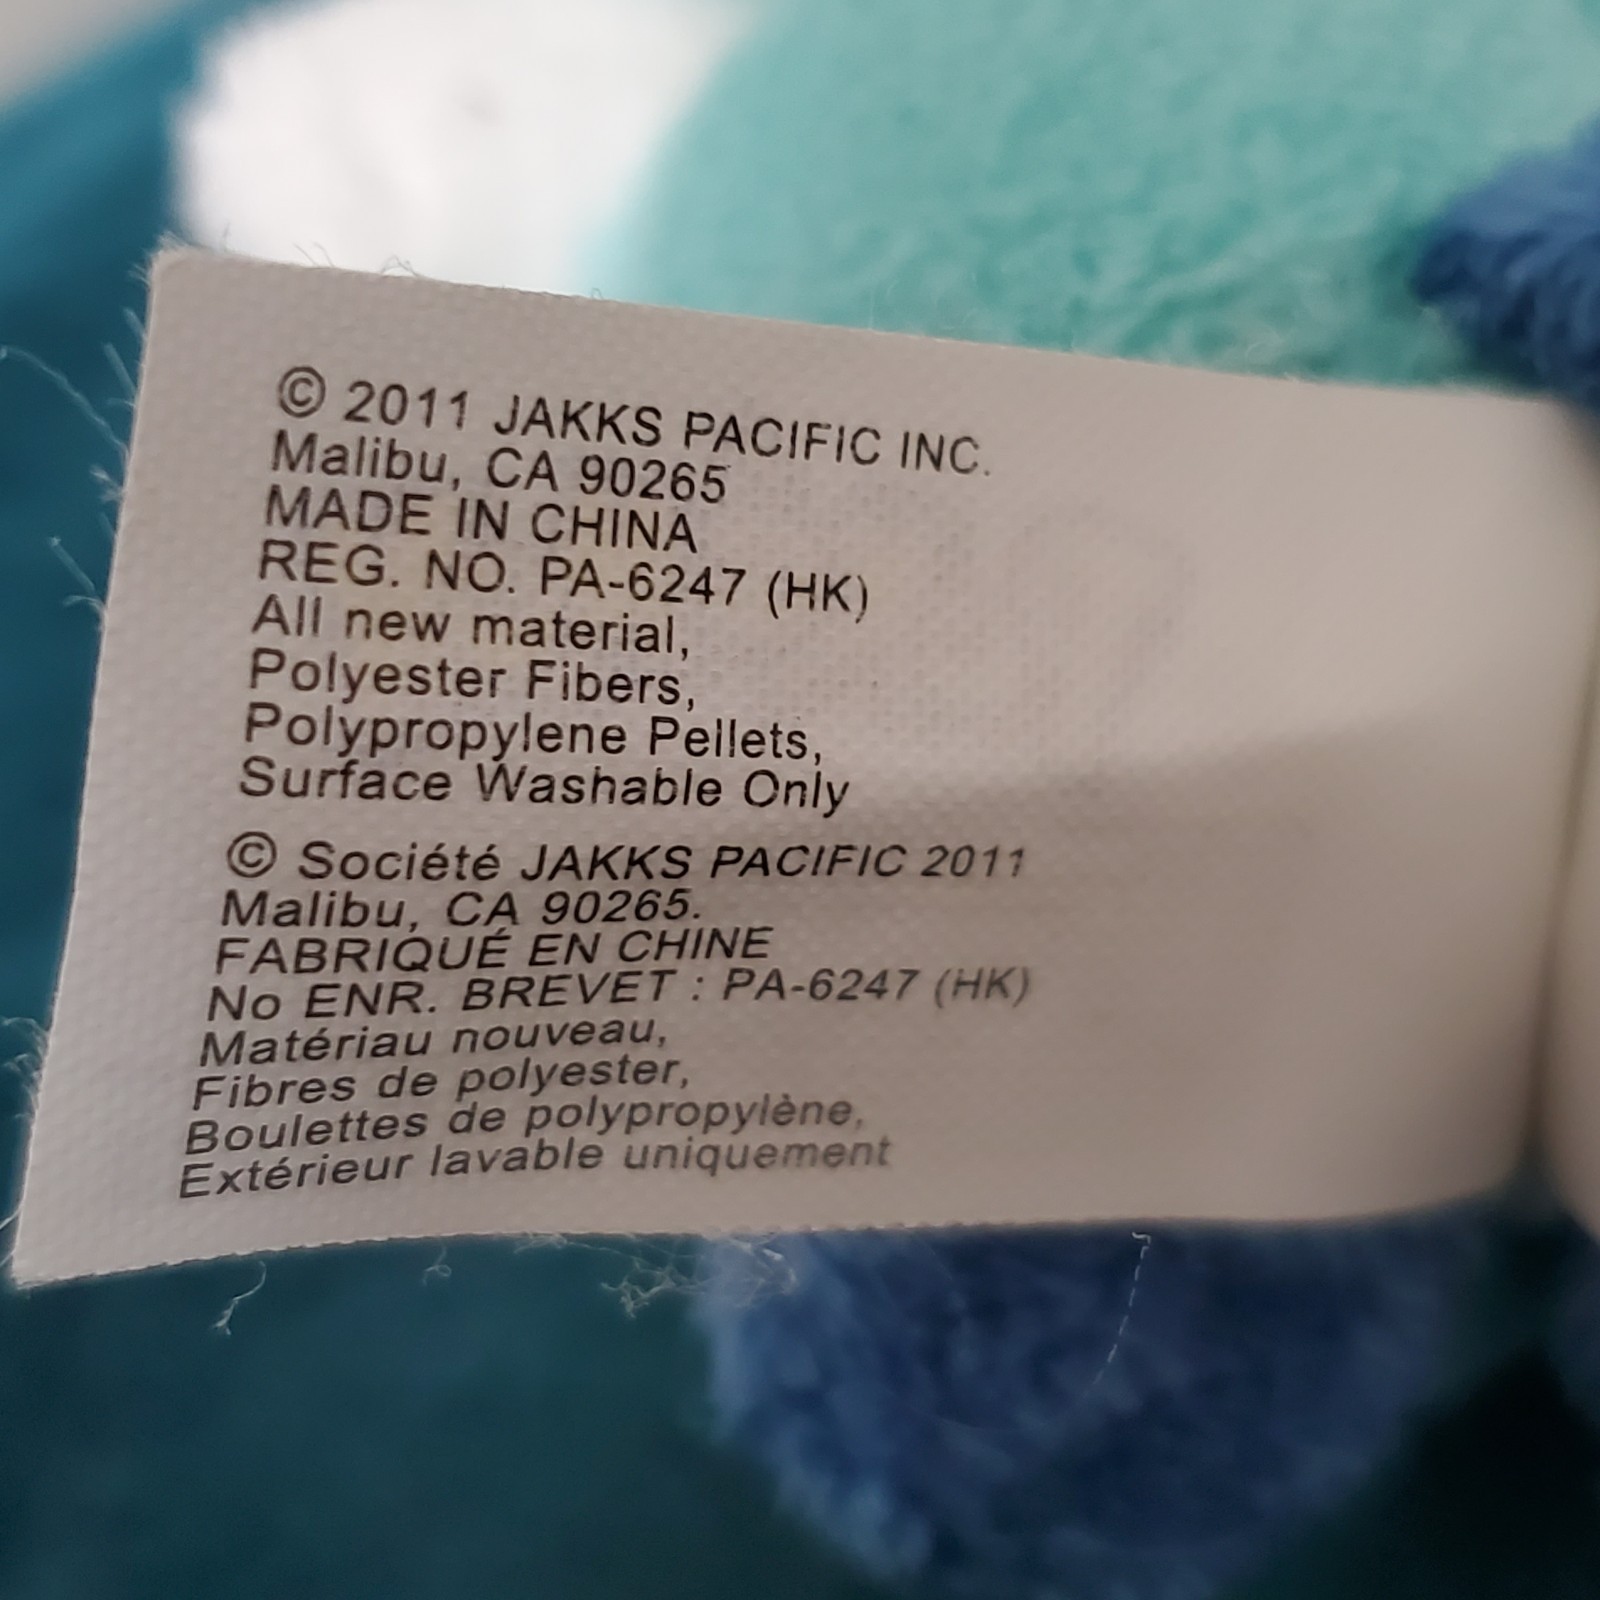 © 2011 JAKKS PACIFIC INC.
Malibu, CA 90265
MADE IN CHINA
REG. NO. PA-6247 (HK)
All new material,
Polyester Fibers,
Polypropylene Pellets,
Surface Washable Only
© Société JAKKS PACIFIC 2011
Malibu, CA 90265.
FABRIQUÉ EN CHINE
No ENR. BREVET : PA-6247 (HK)
Matériau nouveau,
Fibres de polyester,
Boulettes de polypropylène,
Extérieur lavable uniquement